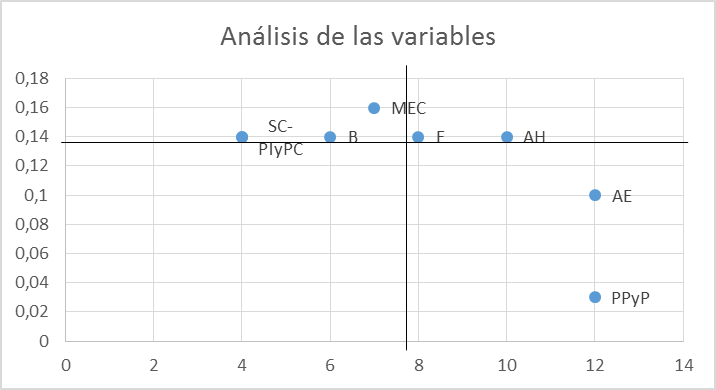 Análisis de las variables
0,18
0,16
0,14
0,12
0,1
0,08
0,06
0,04
0,02
0
MEC
SC-
PIyPC
B
F
AH
AE
PPyP
0 2 4 6 8 10 12 14